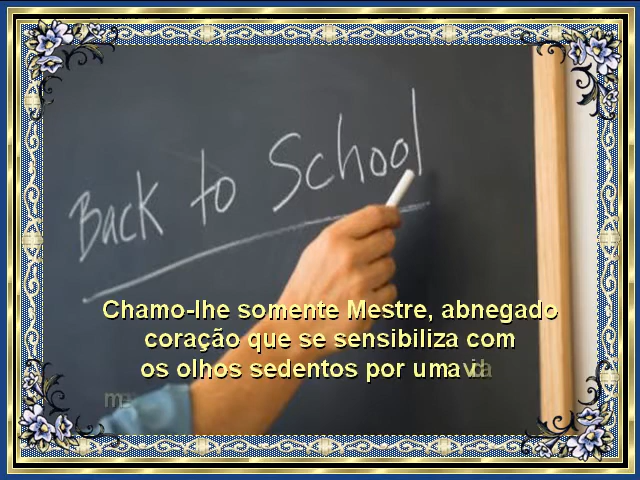 Back to School
Chamo-lhe somente Mestre, abnegado
coração que se sensibiliza com
os olhos sedentos por uma vida